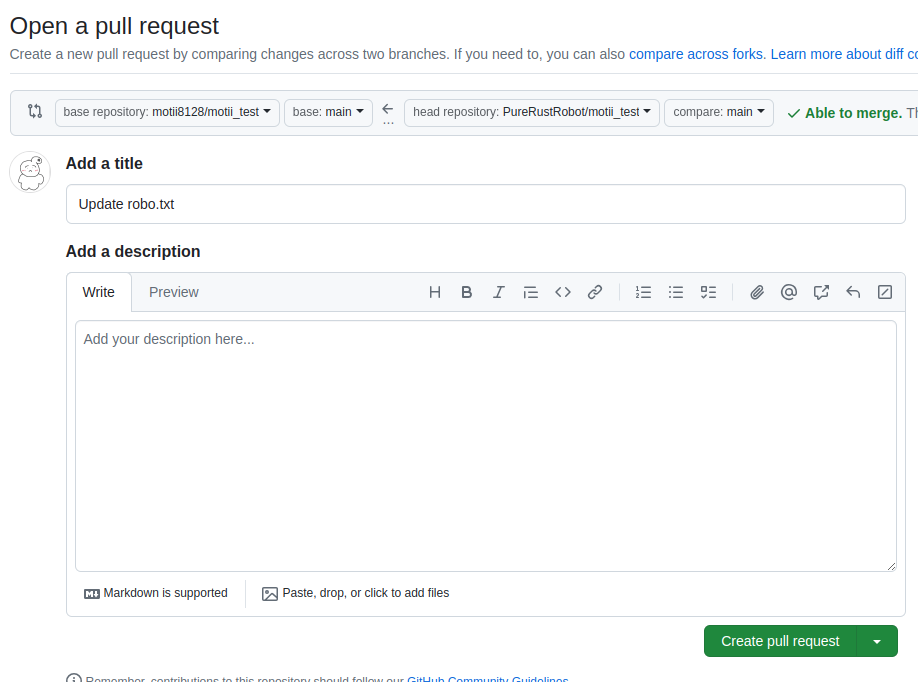 Open a pull request
Create a new pull request by comparing changes across two branches. If you need to, you can also compare across forks. Learn more about diff
base repository: motii8128/motii_test base: main ... head repository: PureRustRobot/motii_test compare: main Able to merge.
Add a title
Update robo.txt
Add a description
Write Preview
Add your description here...
Markdown is supported Paste, drop, or click to add files
Create pull request
Remember, contributions to this repository should follow our GitHub Community Guidelines.